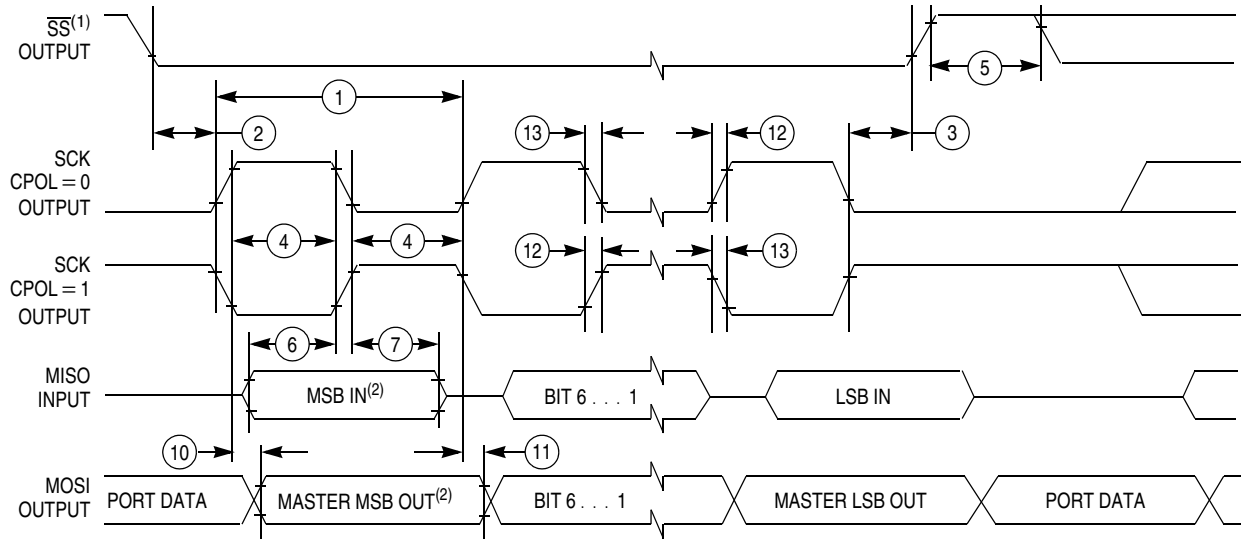 SS(1)
OUTPUT
5
1
2
13
12
3
SCK
CPOL = 0
OUTPUT
4
4
12
13
SCK
CPOL = 1
OUTPUT
6
7
MISO
INPUT
MSB IN(2)
BIT 6 . . . 1
LSB IN
10
11
MOSI
OUTPUT
PORT DATA
MASTER MSB OUT(2)
BIT 6 . . . 1
MASTER LSB OUT
PORT DATA